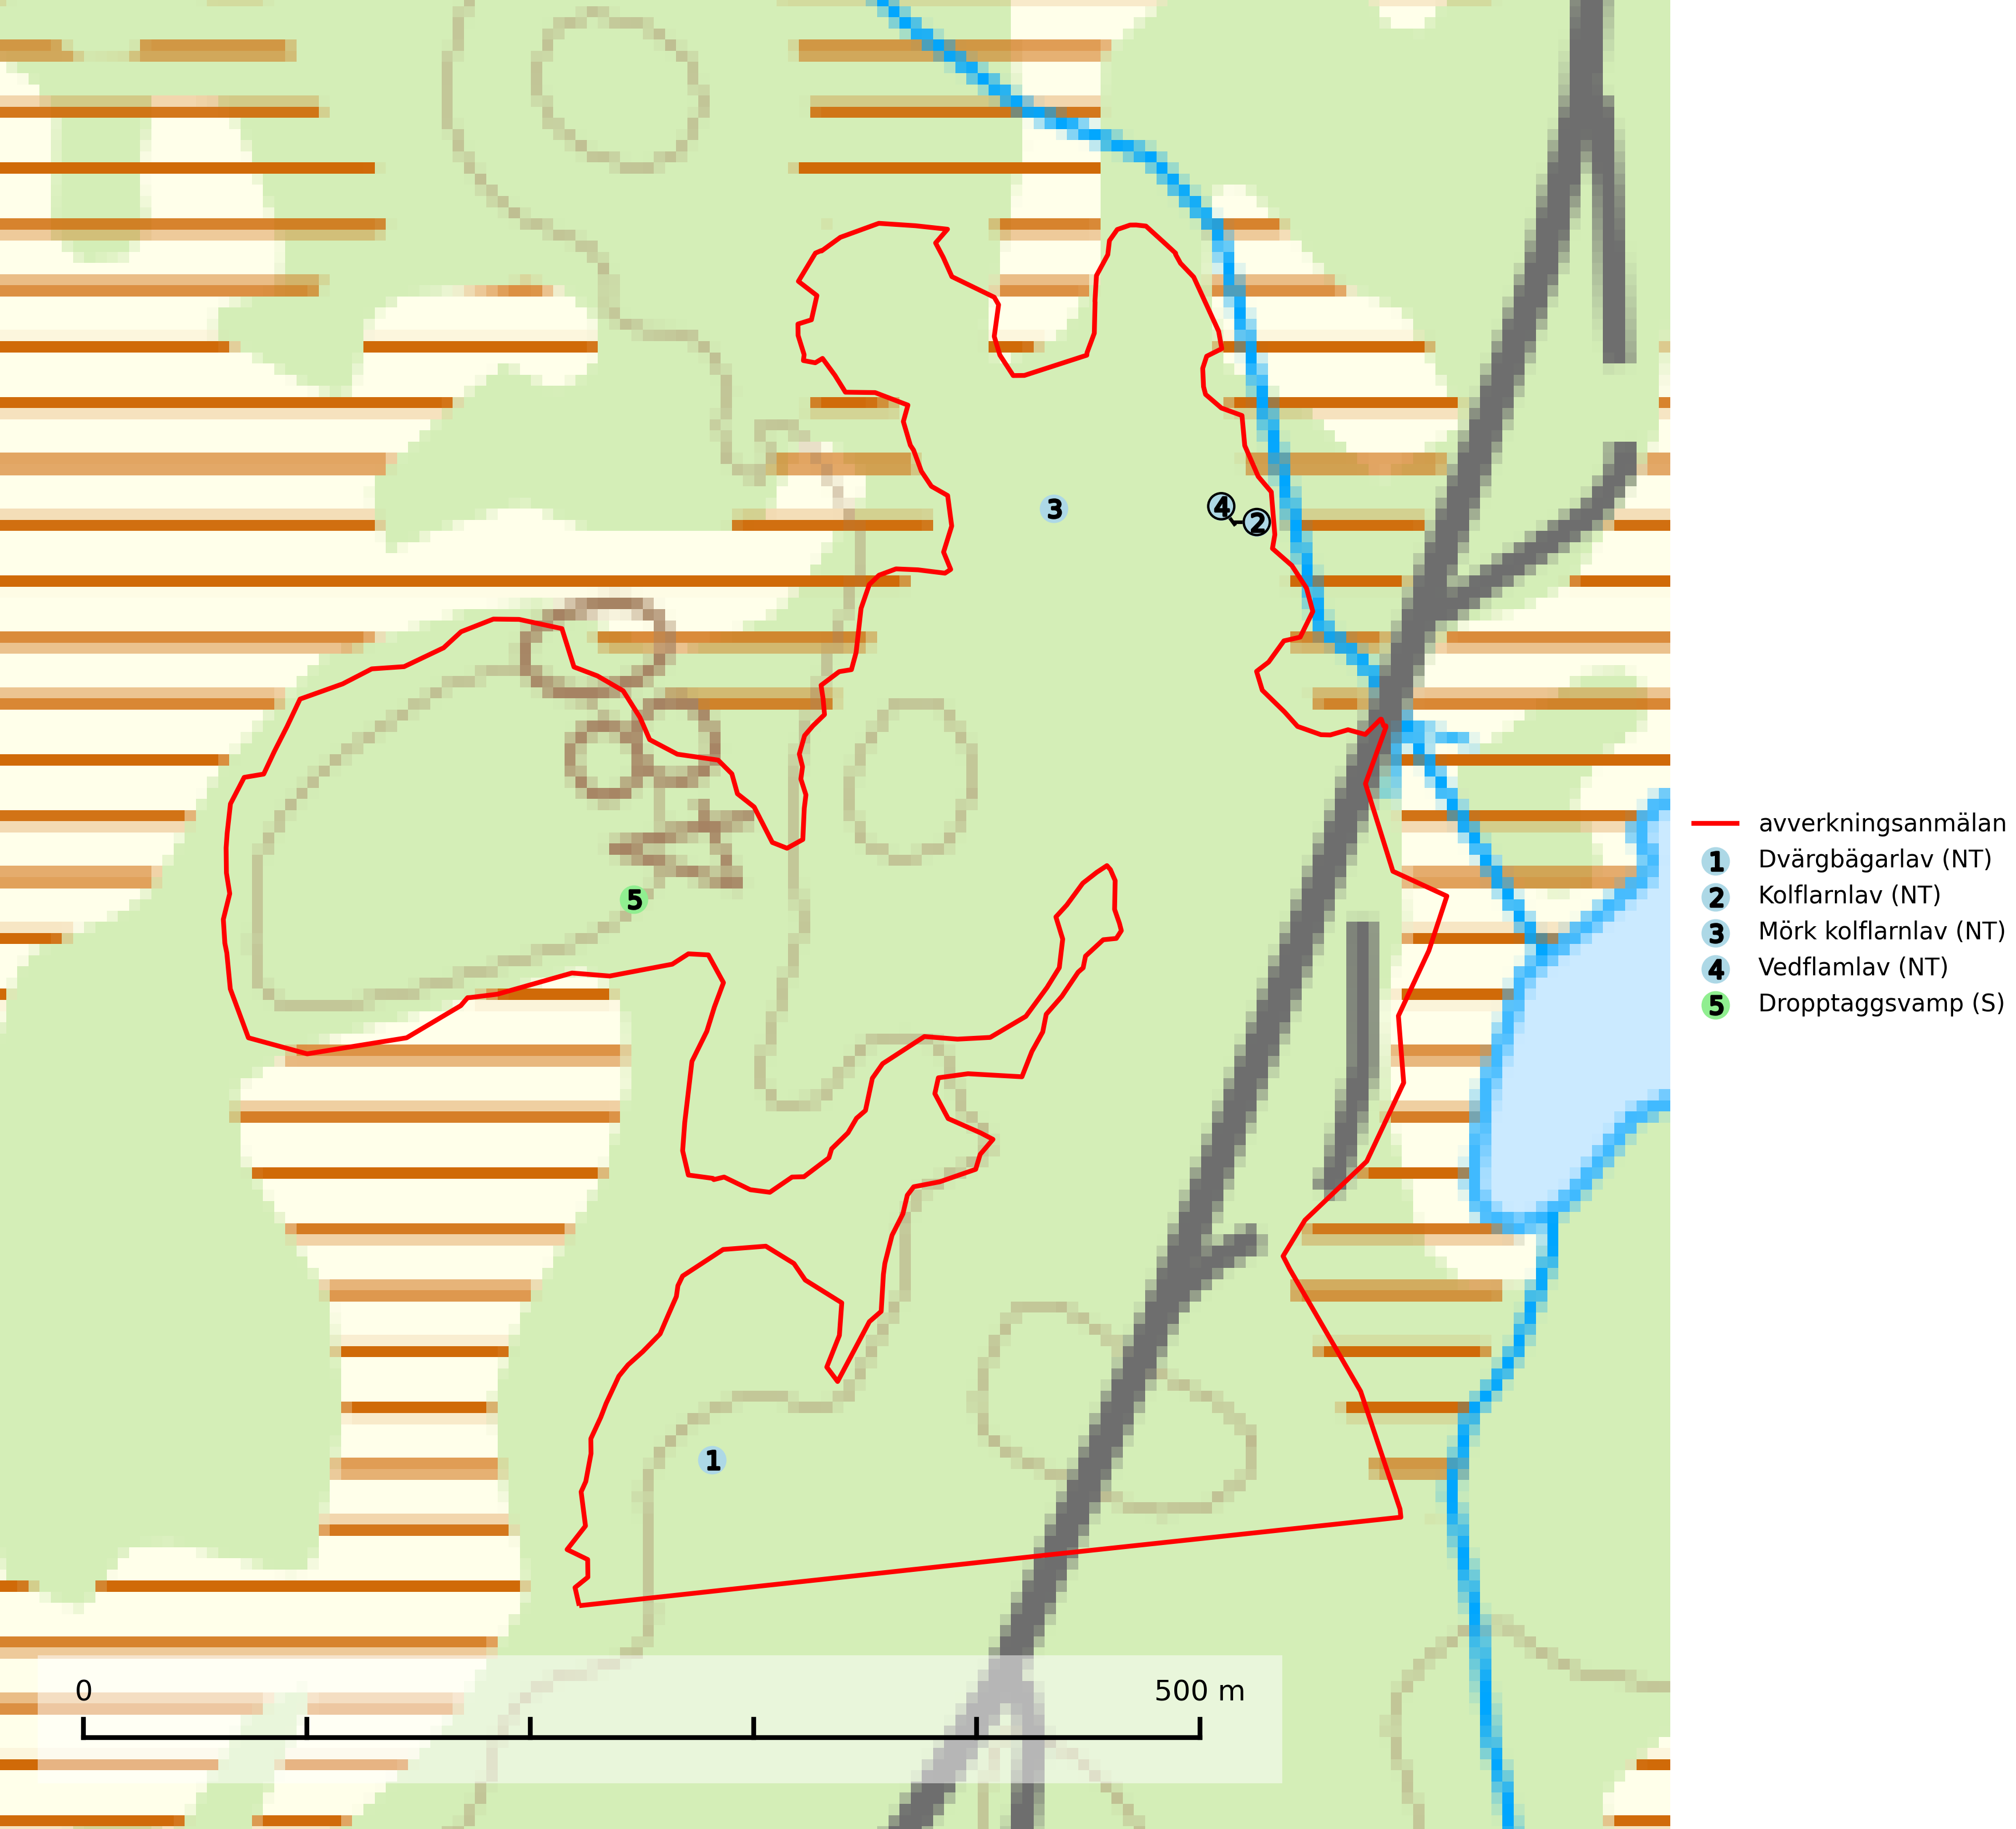 3
4
2
5
1
avverkningsanmälan
1 Dvärgbägarlav (NT)
2 Kolflarnlav (NT)
3 Mörk kolflarnlav (NT)
4 Vedflamlav (NT)
5 Dropptaggsvamp (S)
0 500 m